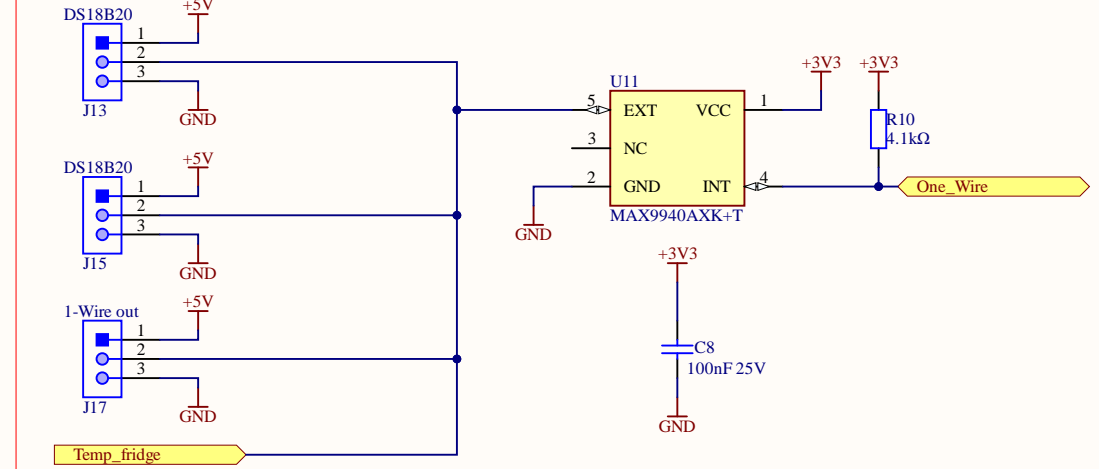 DS18B20
+5V
1
2
3
J13
GND
DS18B20
+5V
1
2
3
J15
GND
1-Wire out
+5V
1
2
3
J17
GND
Temp_fridge
U11
5 EXT VCC 1
3 NC
2 GND INT 4
MAX9940AXK+T
GND
+3V3 +3V3
R10
4.1kΩ
One_Wire
+3V3
C8
100nF 25V
GND